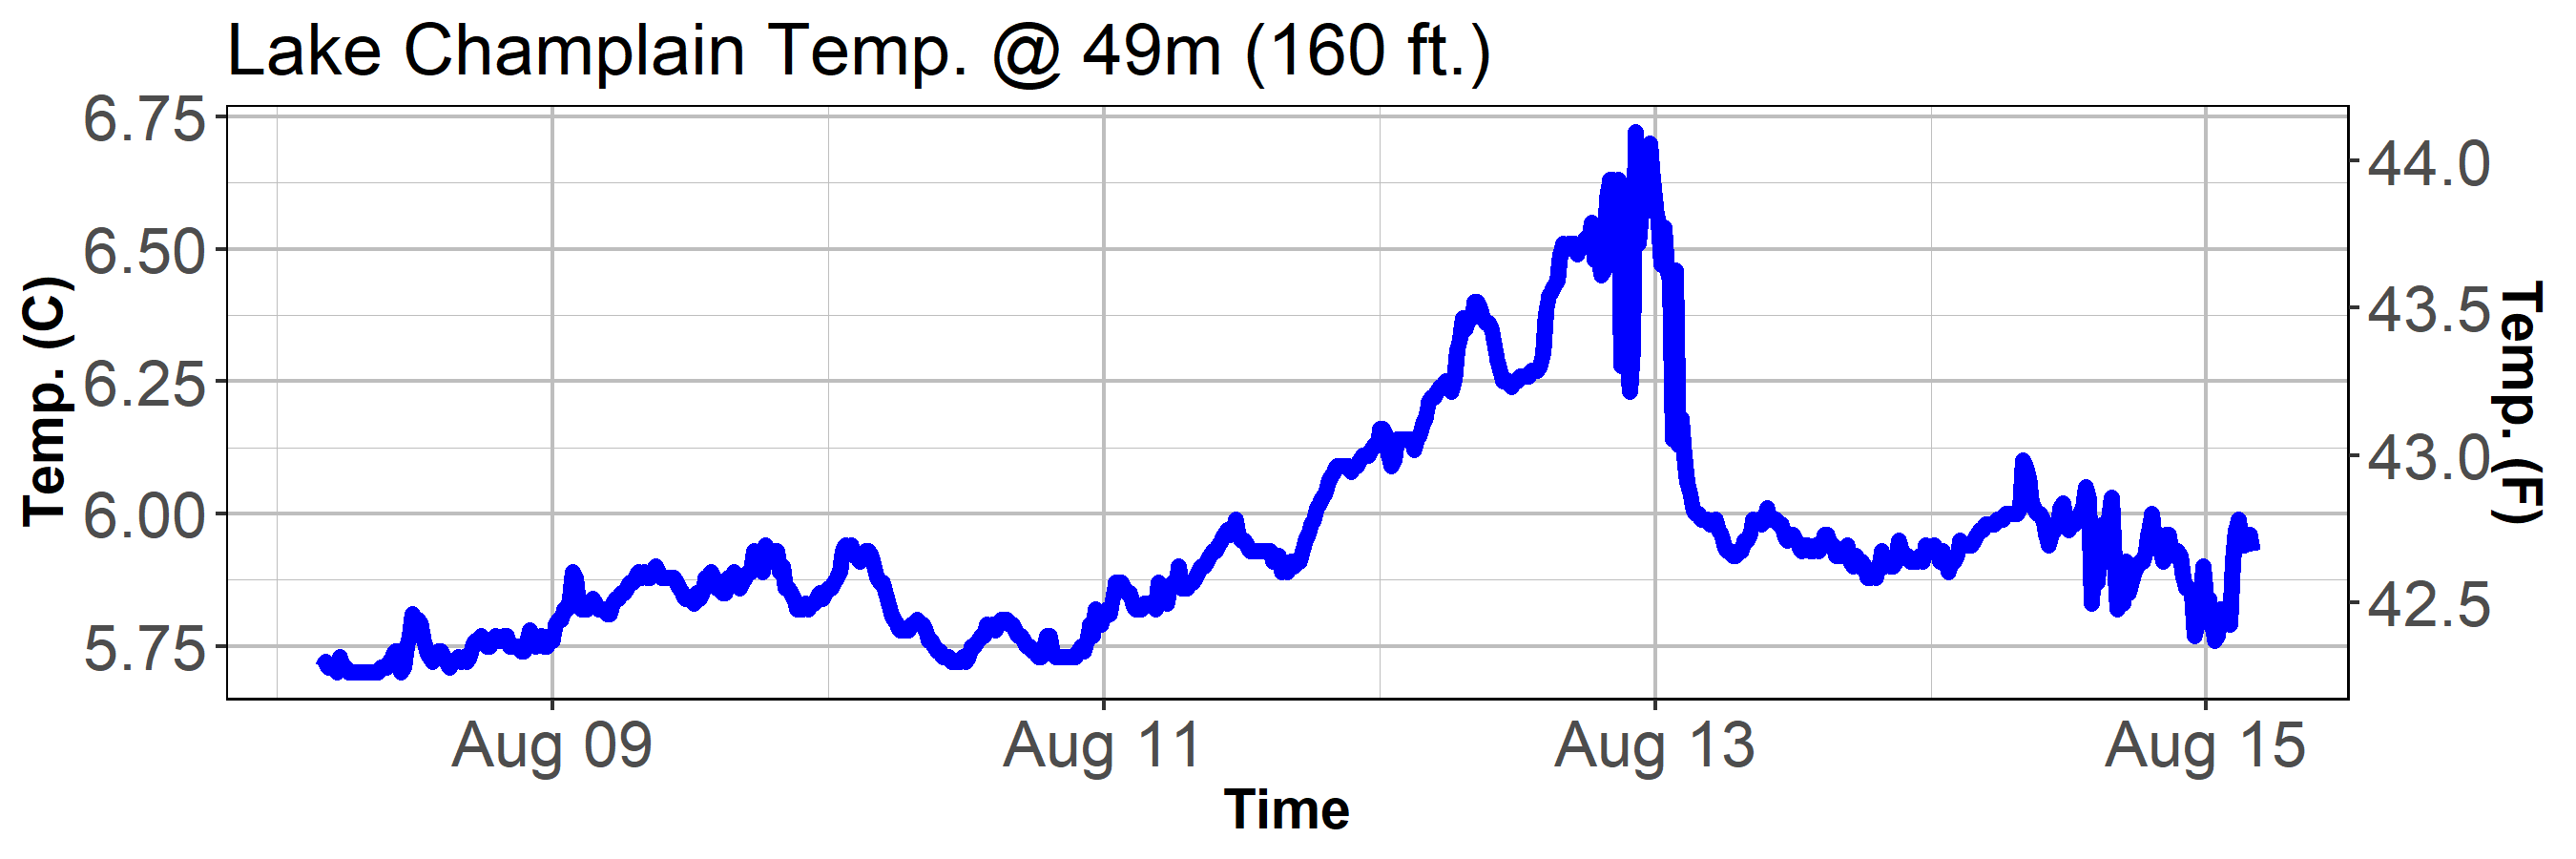 Lake Champlain Temp. @ 49m (160 ft.)
6.75
6.50
6.25
6.00
5.75
Temp. (C)
44.0
43.5
43.0
42.5
Temp. (F)
Aug 09 Aug 11 Aug 13 Aug 15
Time